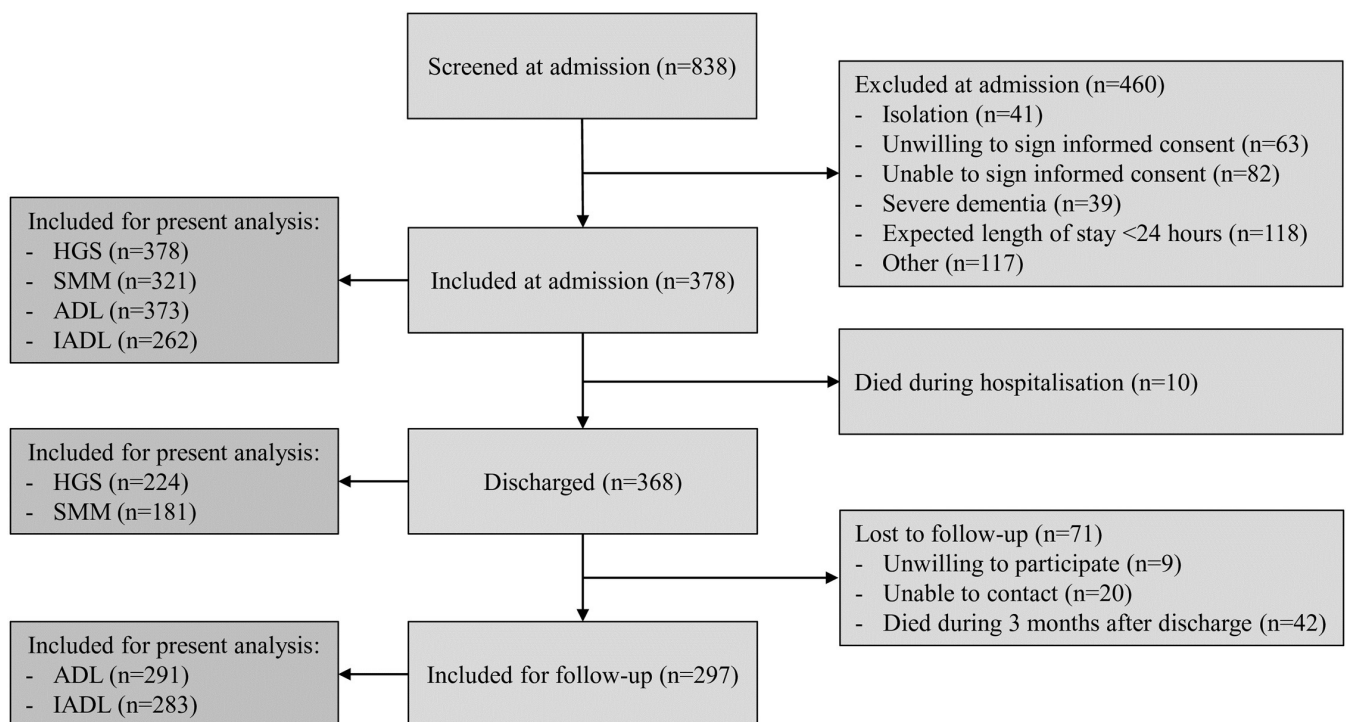 Screened at admission (n=838)
Excluded at admission (n=460)
- Isolation (n=41)
- Unwilling to sign informed consent (n=63)
- Unable to sign informed consent (n=82)
- Severe dementia (n=39)
- Expected length of stay <24 hours (n=118)
- Other (n=117)
Included for present analysis:
- HGS (n=378)
- SMM (n=321)
- ADL (n=373)
- IADL (n=262)
Included at admission (n=378)
Died during hospitalisation (n=10)
Included for present analysis:
- HGS (n=224)
- SMM (n=181)
Discharged (n=368)
Lost to follow-up (n=71)
- Unwilling to participate (n=9)
- Unable to contact (n=20)
- Died during 3 months after discharge (n=42)
Included for present analysis:
- ADL (n=291)
- IADL (n=283)
Included for follow-up (n=297)